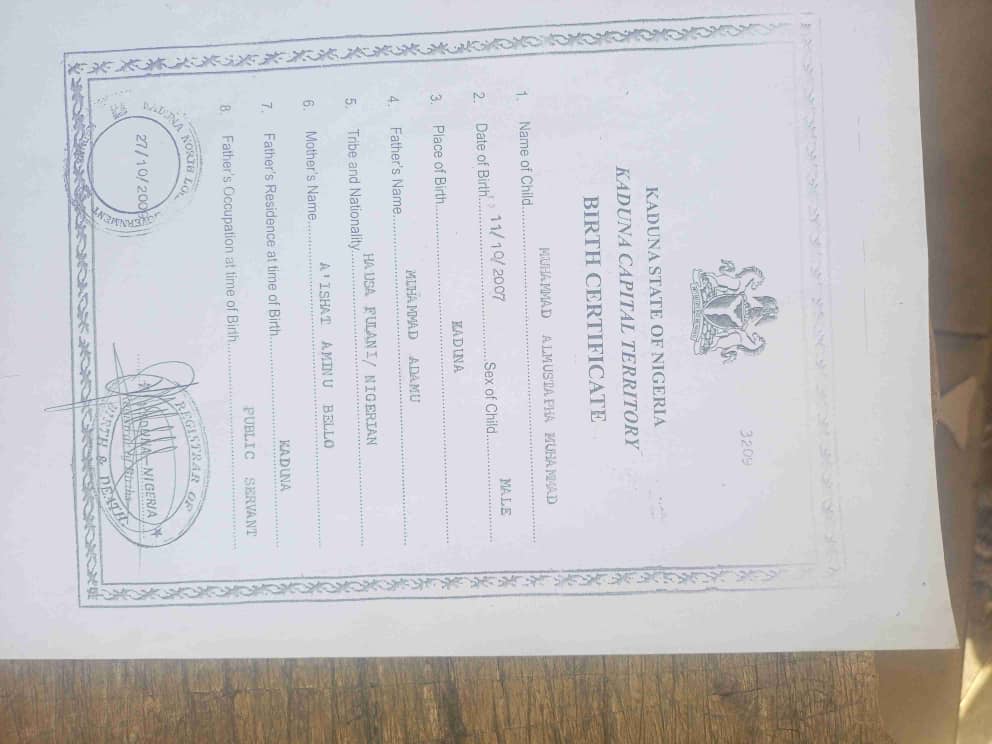 3209
KADUNA STATE OF NIGERIA
KADUNA CAPITAL TERRITORY
BIRTH CERTIFICATE
1. Name of Child MUHAMMAD ALMUSTAPHA MUHAMMAD
2. Date of Birth 11/10/2007 Sex of Child MALE
3. Place of Birth KADUNA
4. Father's Name MUHAMMAD ADAMU
5. Tribe and Nationality HAUSA FULANI/ NIGERIAN
6. Mother's Name A'ISHAT AMINU BELLO
7. Father's Residence at time of Birth KADUNA
8. Father's Occupation at time of Birth PUBLIC SERVANT
KADUNA NORTH
27/10/200
REGISTRAR OF
KADUNA-NIGERIA
BIRTH & DEATH